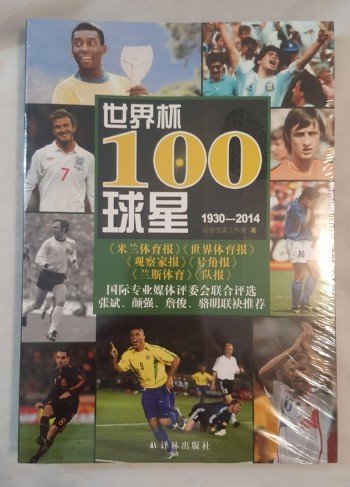 世界杯
100
球星
1930—2014
《米兰体育报》《世界体育报》
《观察家报》《号角报》
《兰斯体育》《队报》
国际专业媒体评委会联合评选
张斌、颜强、詹俊、骆明联袂推荐
7
9
译林出版社